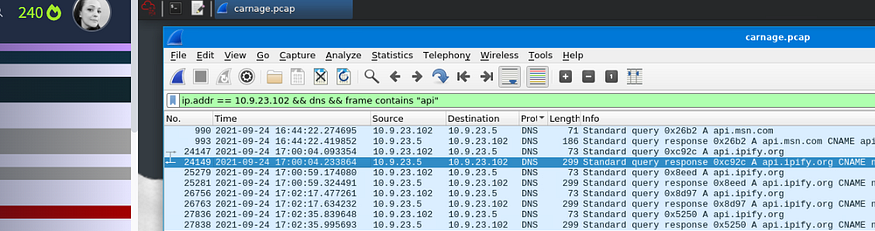 240
carnage.pcap
carnage.pcap
File Edit View Go Capture Analyze Statistics Telephony Wireless Tools Help
ip.addr == 10.9.23.102 && dns && frame contains "api"
No. Time Source Destination Prot Length Info
990 2021-09-24 16:44:22.274695 10.9.23.102 10.9.23.5 DNS 71 Standard query 0x26b2 A api.msn.com
993 2021-09-24 16:44:22.419852 10.9.23.5 10.9.23.102 DNS 186 Standard query response 0x26b2 A api.msn.com CNAME ap
24147 2021-09-24 17:00:04.093354 10.9.23.102 10.9.23.5 DNS 73 Standard query 0xc92c A api.ipify.org
24149 2021-09-24 17:00:04.233864 10.9.23.5 10.9.23.102 DNS 299 Standard query response 0xc92c A api.ipify.org CNAME n
25279 2021-09-24 17:00:59.174080 10.9.23.102 10.9.23.5 DNS 73 Standard query 0x8eed A api.ipify.org
25281 2021-09-24 17:00:59.324491 10.9.23.5 10.9.23.102 DNS 299 Standard query response 0x8eed A api.ipify.org CNAME n
26756 2021-09-24 17:02:17.477261 10.9.23.102 10.9.23.5 DNS 73 Standard query 0x8d97 A api.ipify.org
26763 2021-09-24 17:02:17.634232 10.9.23.5 10.9.23.102 DNS 299 Standard query response 0x8d97 A api.ipify.org CNAME n
27836 2021-09-24 17:02:35.839648 10.9.23.102 10.9.23.5 DNS 73 Standard query 0x5250 A api.ipify.org
27838 2021-09-24 17:02:35.995693 10.9.23.5 10.9.23.102 DNS 299 Standard query response 0x5250 A api.ipify.org CNAME n